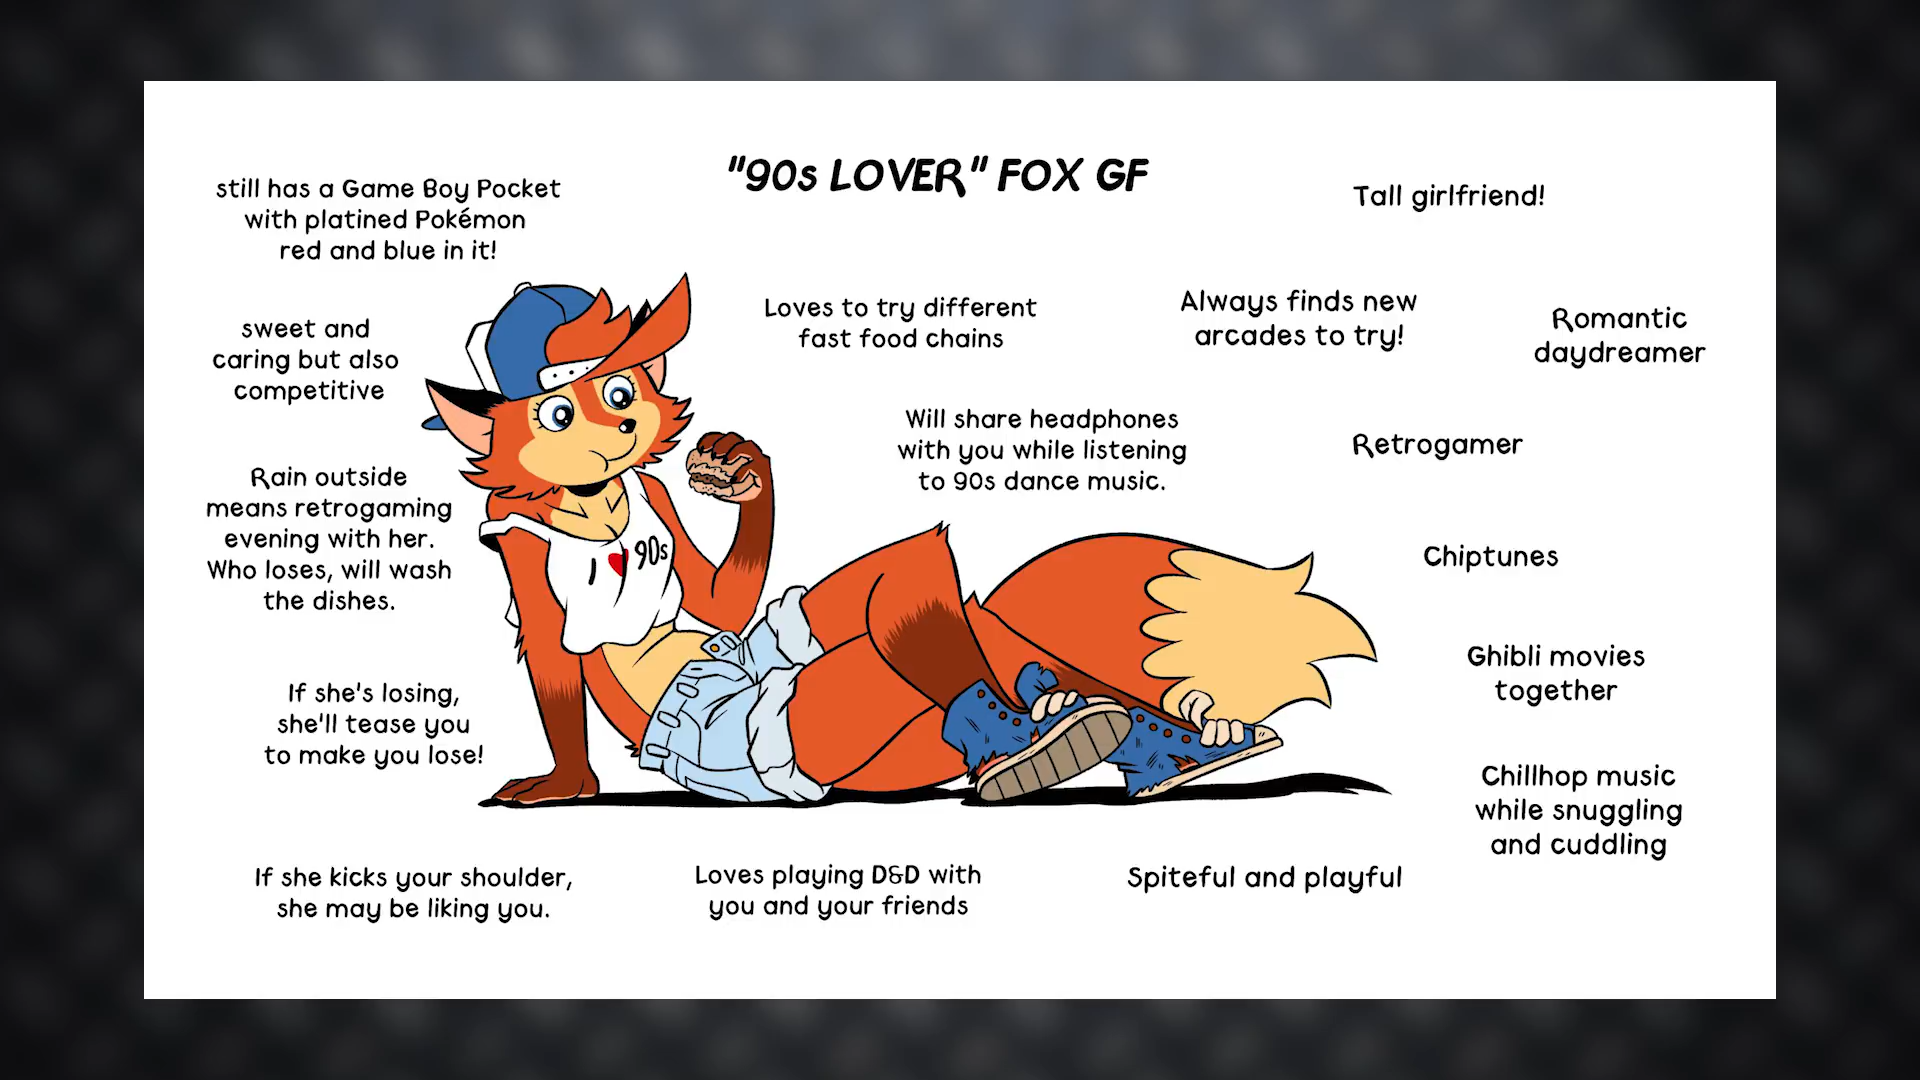 "90s LOVER" FOX GF
still has a Game Boy Pocket
with platined Pokémon
red and blue in it!
Tall girlfriend!
sweet and
caring but also
competitive
Loves to try different
fast food chains
Always finds new
arcades to try!
Romantic
daydreamer
Will share headphones
with you while listening
to 90s dance music.
Retrogamer
Rain outside
means retrogaming
evening with her.
Who loses, will wash
the dishes.
I ♥ 90s
Chiptunes
If she's losing,
she'll tease you
to make you lose!
Ghibli movies
together
Chillhop music
while snuggling
and cuddling
If she kicks your shoulder,
she may be liking you.
Loves playing D&D with
you and your friends
Spiteful and playful